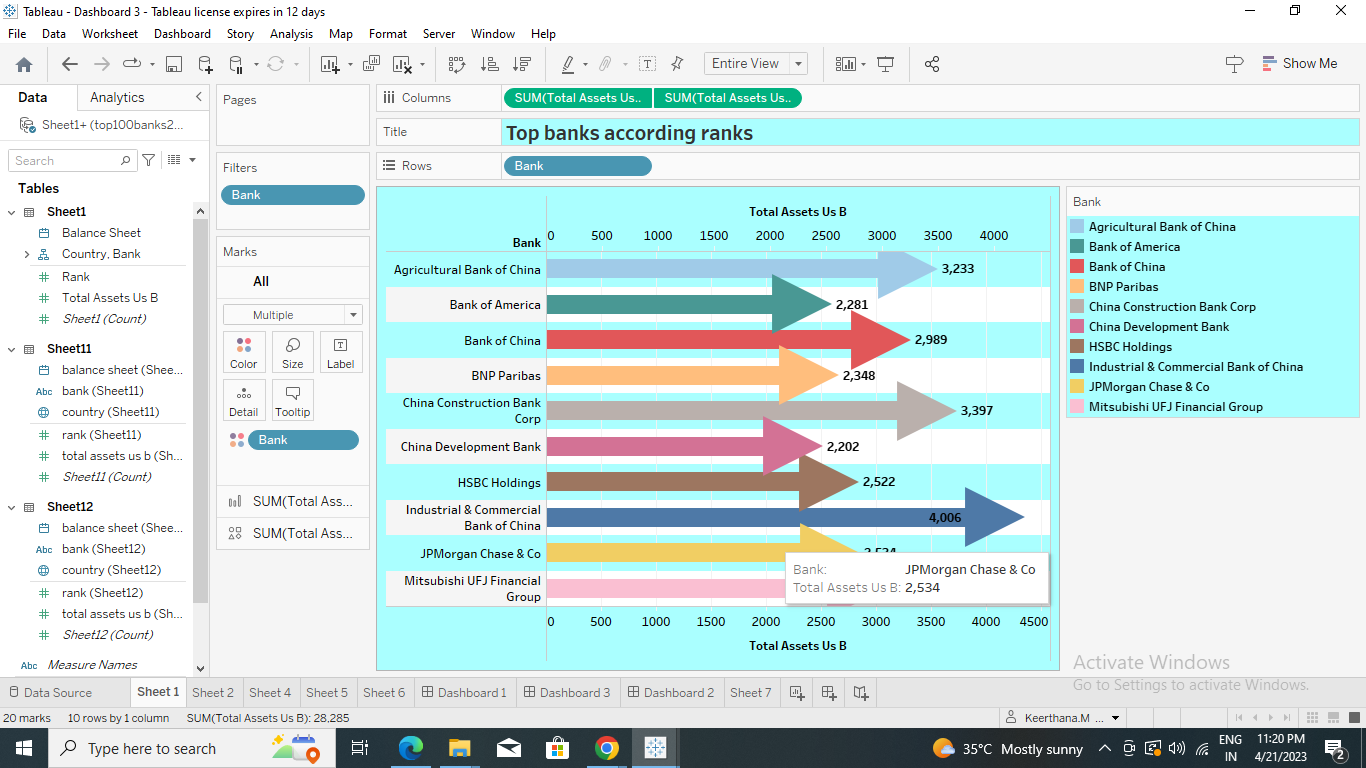 Tableau - Dashboard 3 - Tableau license expires in 12 days
File Data Worksheet Dashboard Story Analysis Map Format Server Window Help
Entire View
Show Me
Data Analytics
Sheet1+ (top100banks2...
Search
Tables
Sheet1
Balance Sheet
Country, Bank
Rank
Total Assets Us B
Sheet1 (Count)
Sheet11
balance sheet (Shee...
Abc bank (Sheet11)
country (Sheet11)
rank (Sheet11)
total assets us b (Sh...
Sheet11 (Count)
Sheet12
balance sheet (Shee...
Abc bank (Sheet12)
country (Sheet12)
rank (Sheet12)
total assets us b (Sh...
Sheet12 (Count)
Abc Measure Names
Pages
Filters
Bank
Marks
All
Multiple
Color Size Label
Detail Tooltip
Bank
SUM(Total Ass...
SUM(Total Ass...
Columns SUM(Total Assets Us.. SUM(Total Assets Us..
Title Top banks according ranks
Rows Bank
Total Assets Us B
Bank 0 500 1000 1500 2000 2500 3000 3500 4000
Agricultural Bank of China 3,233
Bank of America 2,281
Bank of China 2,989
BNP Paribas 2,348
China Construction Bank
Corp 3,397
China Development Bank 2,202
HSBC Holdings 2,522
Industrial & Commercial
Bank of China 4,006
JPMorgan Chase & Co 2,534
Mitsubishi UFJ Financial
Group
Bank: JPMorgan Chase & Co
Total Assets Us B: 2,534
0 500 1000 1500 2000 2500 3000 3500 4000 4500
Total Assets Us B
Bank
Agricultural Bank of China
Bank of America
Bank of China
BNP Paribas
China Construction Bank Corp
China Development Bank
HSBC Holdings
Industrial & Commercial Bank of China
JPMorgan Chase & Co
Mitsubishi UFJ Financial Group
Activate Windows
Go to Settings to activate Windows.
Data Source Sheet 1 Sheet 2 Sheet 4 Sheet 5 Sheet 6 Dashboard 1 Dashboard 3 Dashboard 2 Sheet 7
20 marks 10 rows by 1 column SUM(Total Assets Us B): 28,285
Keerthana.M ...
Type here to search
35°C Mostly sunny
ENG
IN
11:20 PM
4/21/2023
2